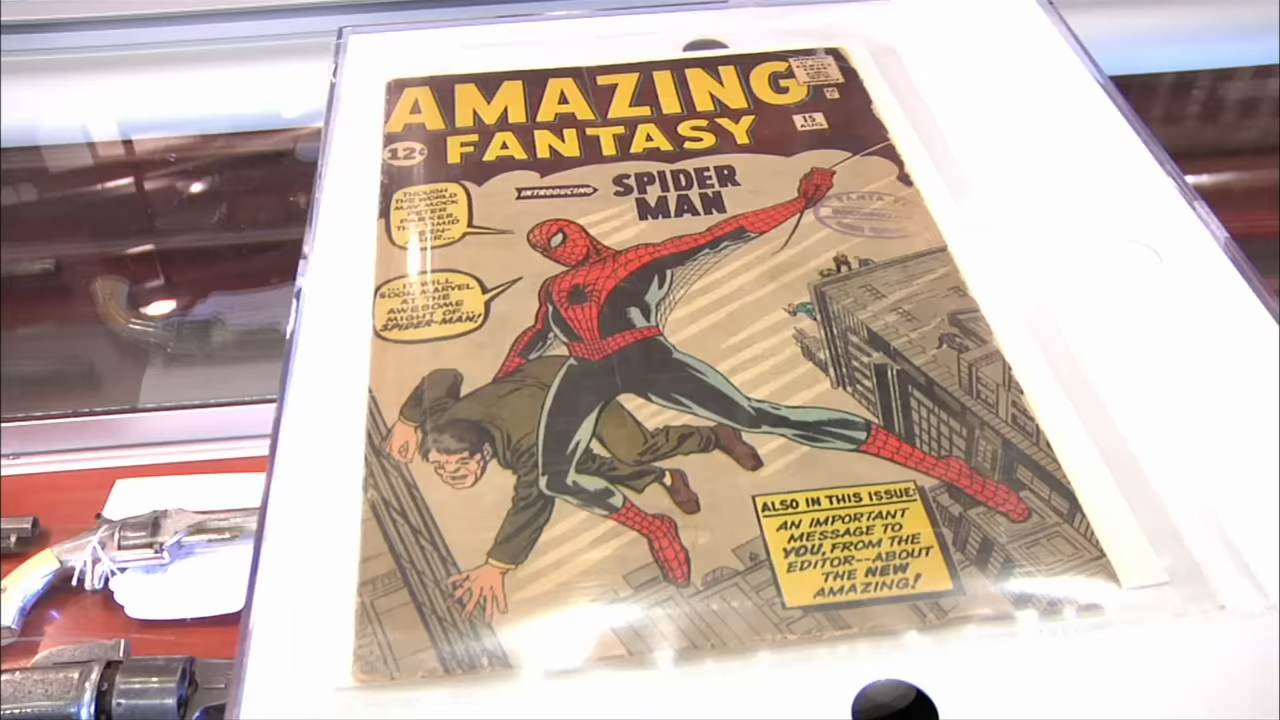 AMAZING
FANTASY
12¢
15
AUG.
INTRODUCING
SPIDER
MAN
THOUGH
THE WORLD
MAY MOCK
PETER
PARKER,
THE TIMID
...IT WILL
SOON MARVEL
AT THE
AWESOME
MIGHT OF...
SPIDER-MAN!
ALSO IN THIS ISSUE:
AN IMPORTANT
MESSAGE TO
YOU, FROM THE
EDITOR--ABOUT
THE NEW
AMAZING!